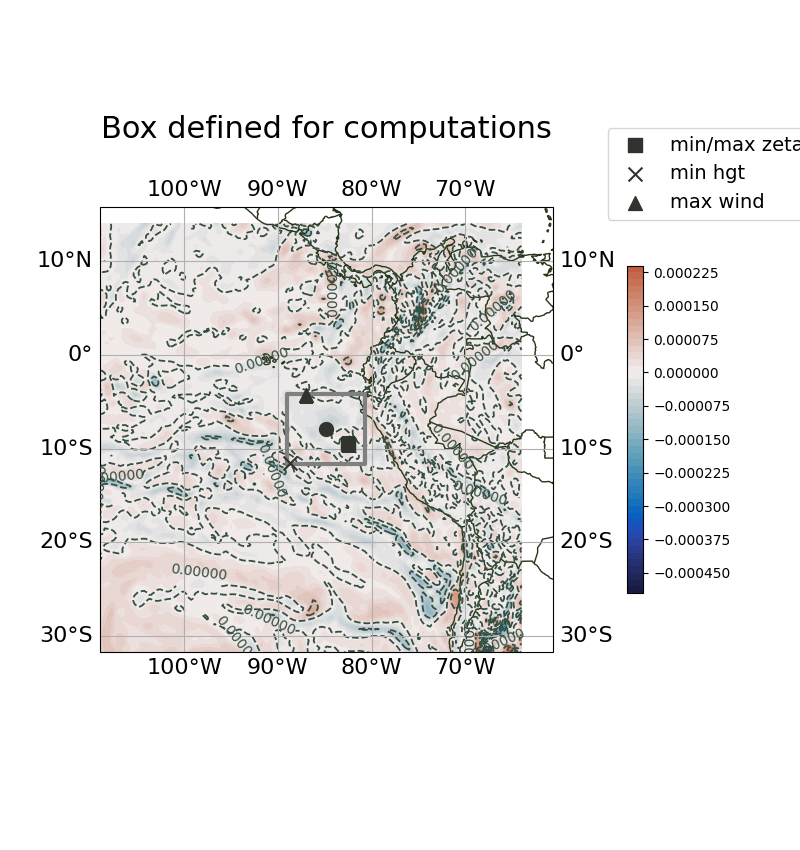 Box defined for computations
min/max zeta
min hgt
max wind
100°W 90°W 80°W 70°W
10°N 10°N
0° 0°
10°S 10°S
20°S 20°S
30°S 30°S
100°W 90°W 80°W 70°W
0.00000
0.00000
0.00000
0.000225
0.000150
0.000075
0.000000
−0.000075
−0.000150
−0.000225
−0.000300
−0.000375
−0.000450